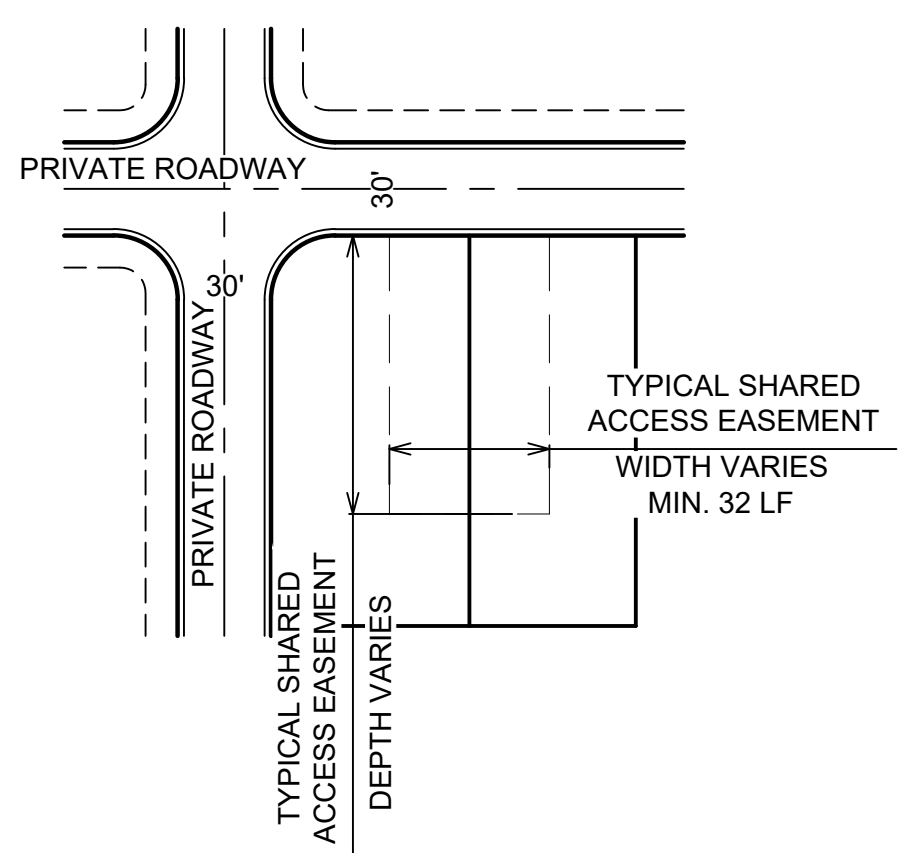 PRIVATE ROADWAY
30'
30'
PRIVATE ROADWAY
TYPICAL SHARED
ACCESS EASEMENT
WIDTH VARIES
MIN. 32 LF
TYPICAL SHARED
ACCESS EASEMENT
DEPTH VARIES